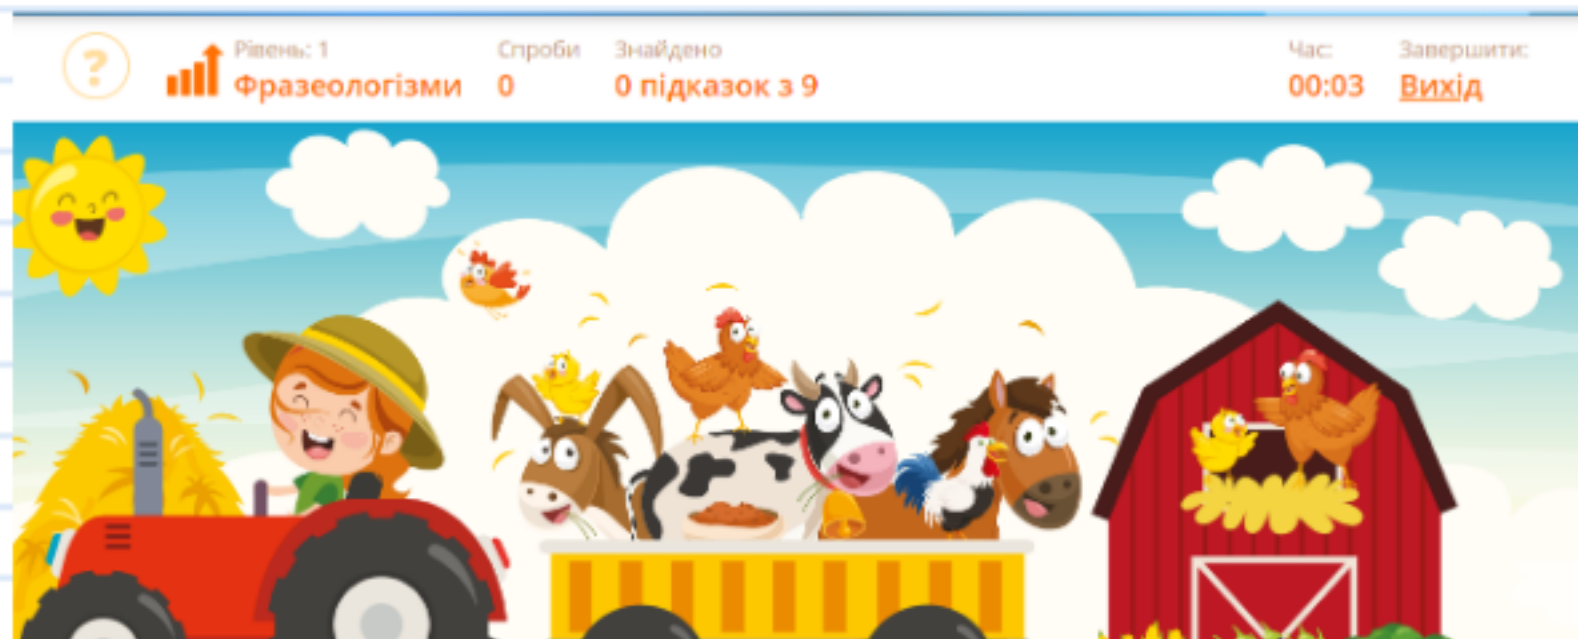 ?
Рівень: 1
Фразеологізми
Спроби
0
Знайдено
0 підказок з 9
Час:
00:03
Завершити:
Вихід